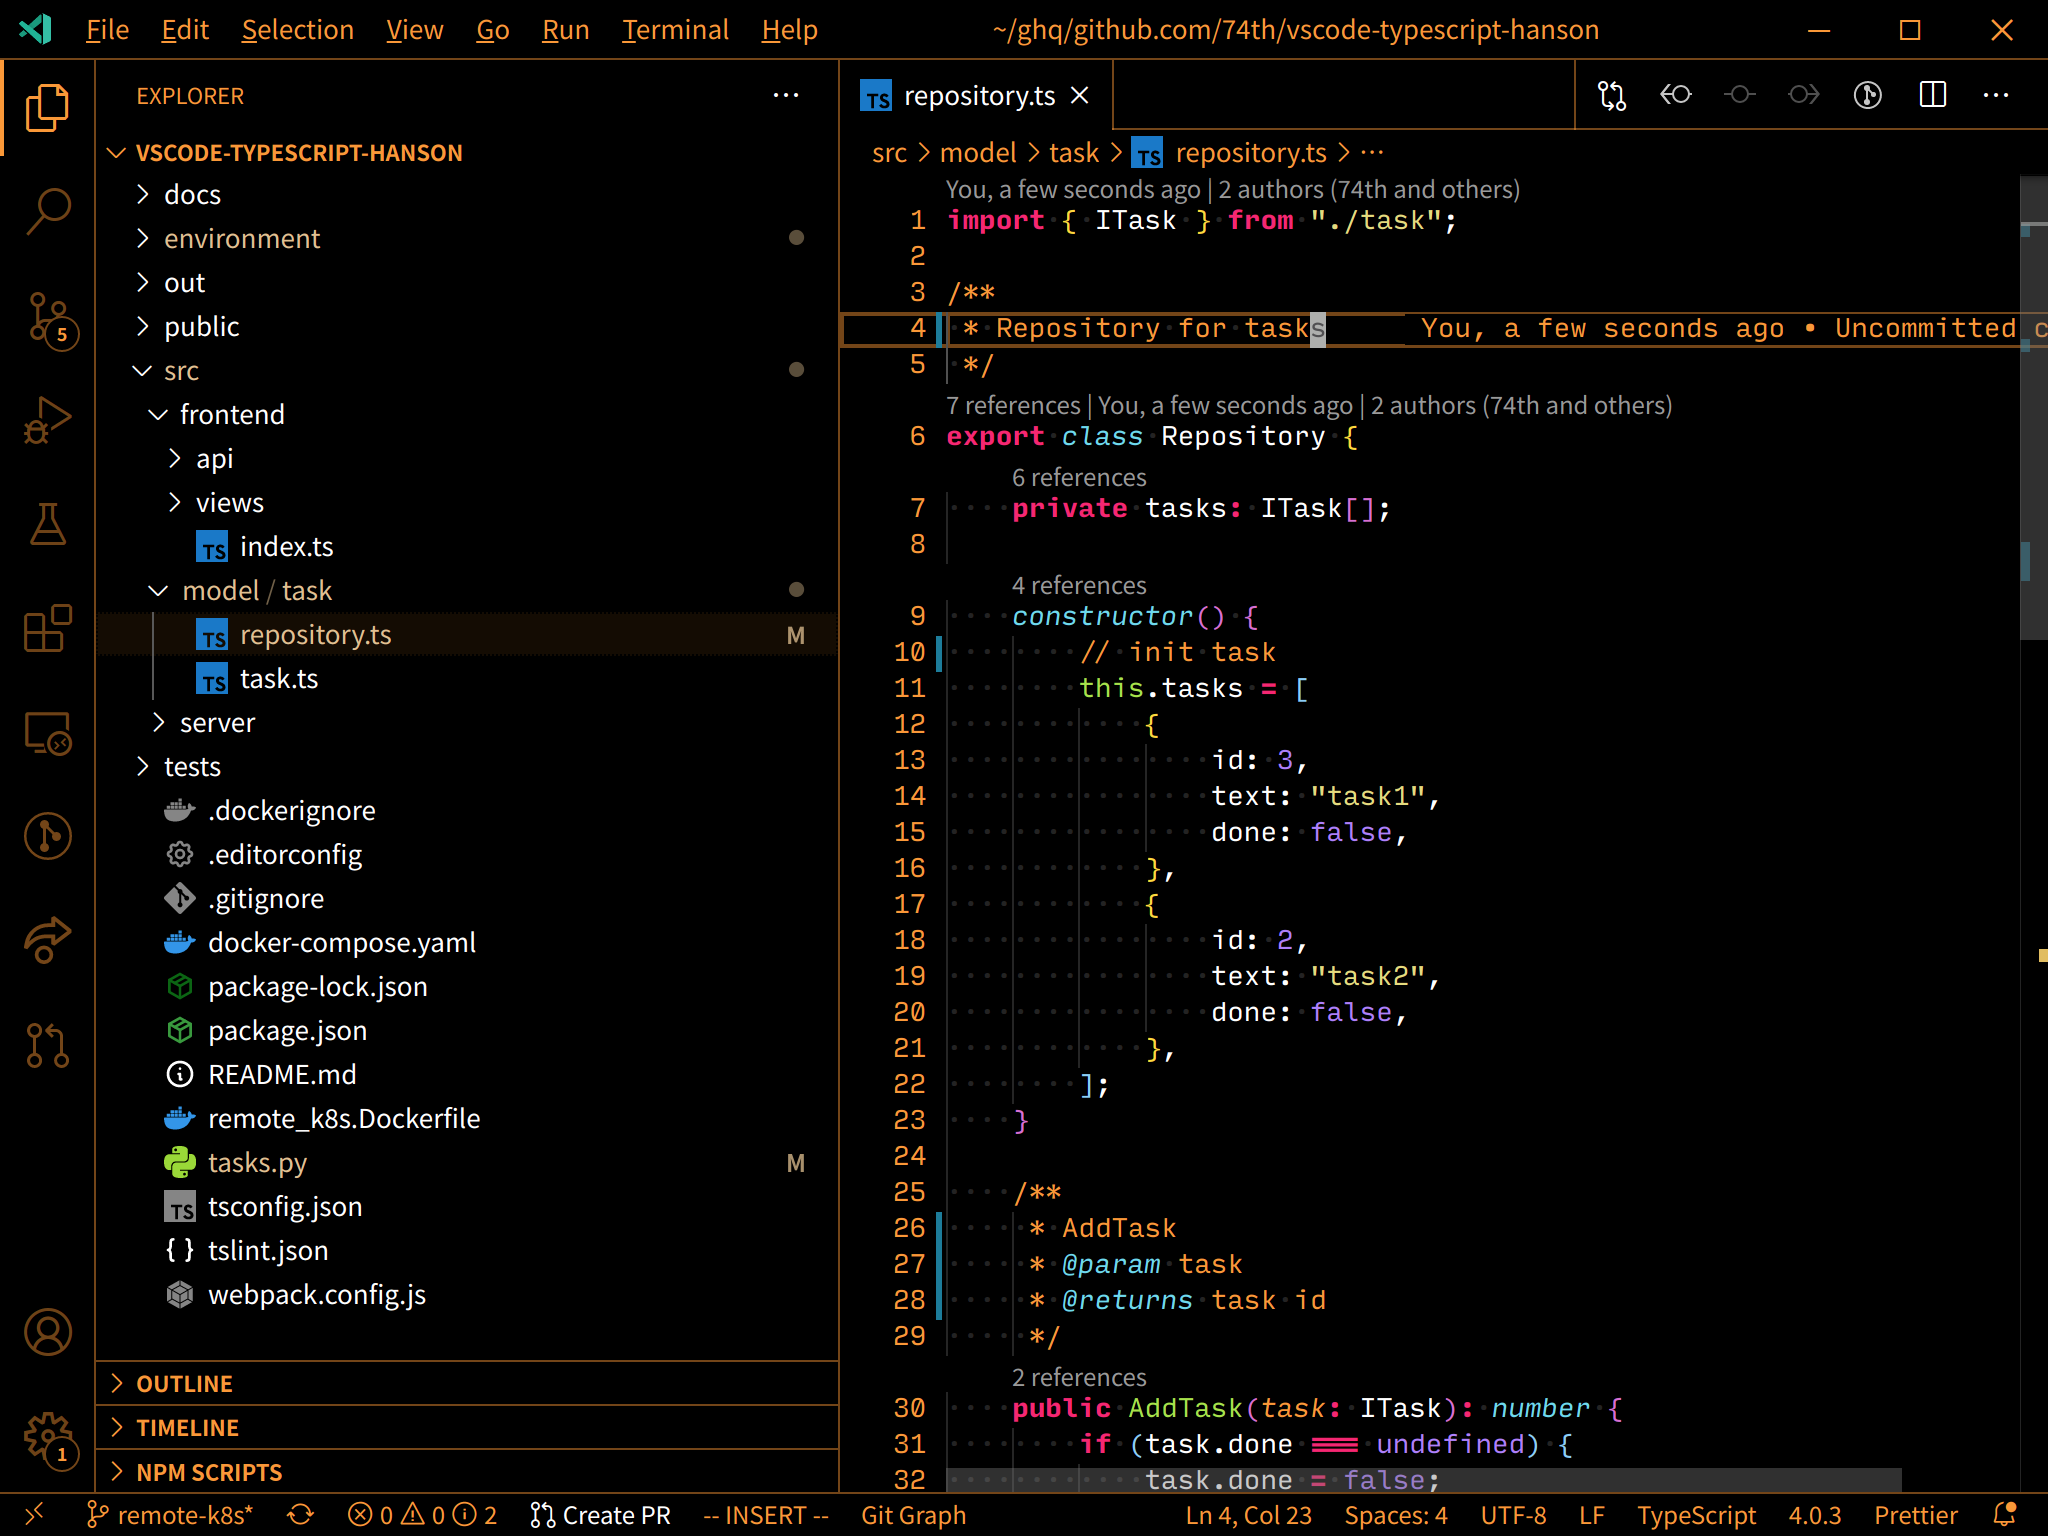 File Edit Selection View Go Run Terminal Help ~/ghq/github.com/74th/vscode-typescript-hanson
EXPLORER
VSCODE-TYPESCRIPT-HANSON
docs
environment
out
public
src
frontend
api
views
TS index.ts
model / task
TS repository.ts M
TS task.ts
server
tests
.dockerignore
.editorconfig
.gitignore
docker-compose.yaml
package-lock.json
package.json
README.md
remote_k8s.Dockerfile
tasks.py M
TS tsconfig.json
{} tslint.json
webpack.config.js
OUTLINE
TIMELINE
NPM SCRIPTS
5
1
TS repository.ts
src > model > task > TS repository.ts > ...
You, a few seconds ago | 2 authors (74th and others)
1 import { ITask } from "./task";
2
3 /**
4  * Repository for tasks You, a few seconds ago • Uncommitted c
5  */
7 references | You, a few seconds ago | 2 authors (74th and others)
6 export class Repository {
6 references
7     private tasks: ITask[];
8
4 references
9     constructor() {
10         // init task
11         this.tasks = [
12             {
13                 id: 3,
14                 text: "task1",
15                 done: false,
16             },
17             {
18                 id: 2,
19                 text: "task2",
20                 done: false,
21             },
22         ];
23     }
24
25     /**
26      * AddTask
27      * @param task
28      * @returns task id
29      */
2 references
30     public AddTask(task: ITask): number {
31         if (task.done === undefined) {
32             task.done = false;
remote-k8s* 0 0 2 Create PR -- INSERT -- Git Graph Ln 4, Col 23 Spaces: 4 UTF-8 LF TypeScript 4.0.3 Prettier